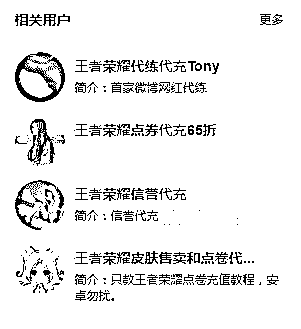 相关用户
更多
王者荣耀代练代充Tony
简介：首家微博网红代练
王者荣耀点券代充65折
王者荣耀信誉代充
简介：信誉代充
王者荣耀皮肤售卖和点卷代...
简介：只教王者荣耀点卷充值教程，安
卓勿扰。